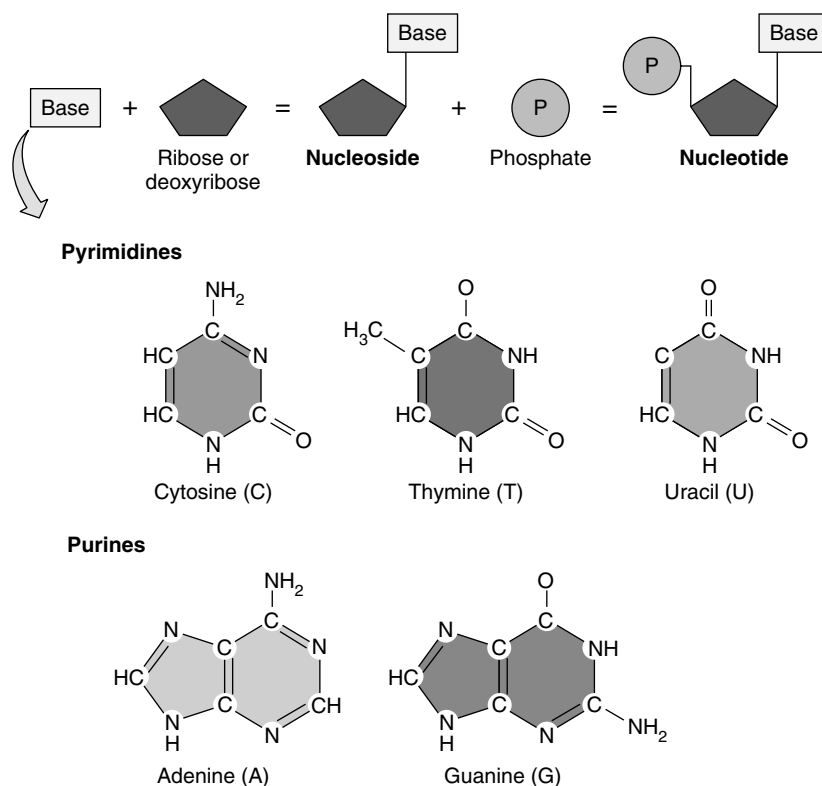 Base
Base
P
Base + = + P =
Ribose or
deoxyribose
Nucleoside
Phosphate
Nucleotide
Pyrimidines
NH2
C
HC
N
HC
C
O
N
H
Cytosine (C)
O
H3C
C
C
NH
HC
C
O
N
H
Thymine (T)
O
C
C
NH
HC
C
O
N
H
Uracil (U)
Purines
NH2
N
C
C
N
HC
C
CH
N
H
N
Adenine (A)
O
N
C
C
NH
HC
C
C
N
H
N
NH2
Guanine (G)